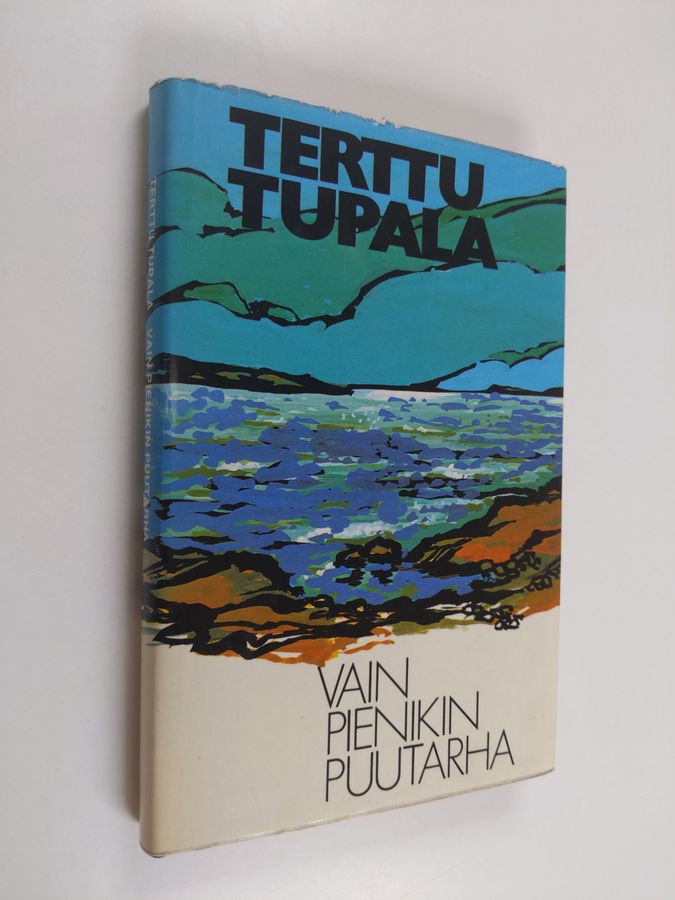 TERTTU
TUPALA
VAIN
PIENIKIN
PUUTARHA
TERTTU TUPALA VAIN PIENIKIN PUUTARHA